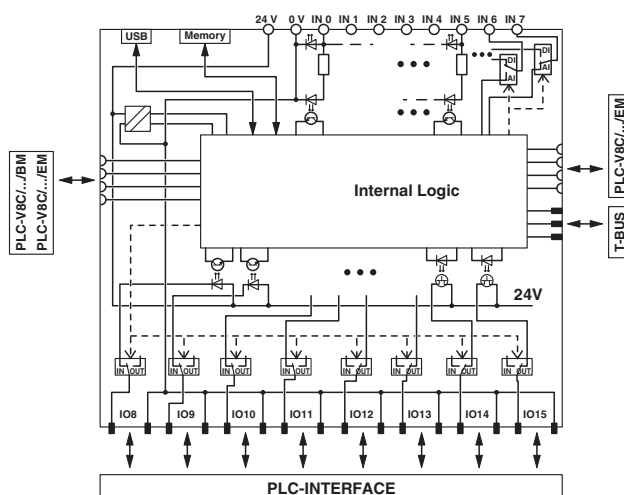 24 V 0 V IN 0 IN 1 IN 2 IN 3 IN 4 IN 5 IN 6 IN 7
USB Memory
DI
AI
DI
AI
PLC-V8C/.../BM
PLC-V8C/.../EM
Internal Logic
PLC-V8C/.../EM
T-BUS
24V
IN OUT IN OUT IN OUT IN OUT IN OUT IN OUT IN OUT IN OUT
IO8 IO9 IO10 IO11 IO12 IO13 IO14 IO15
PLC-INTERFACE